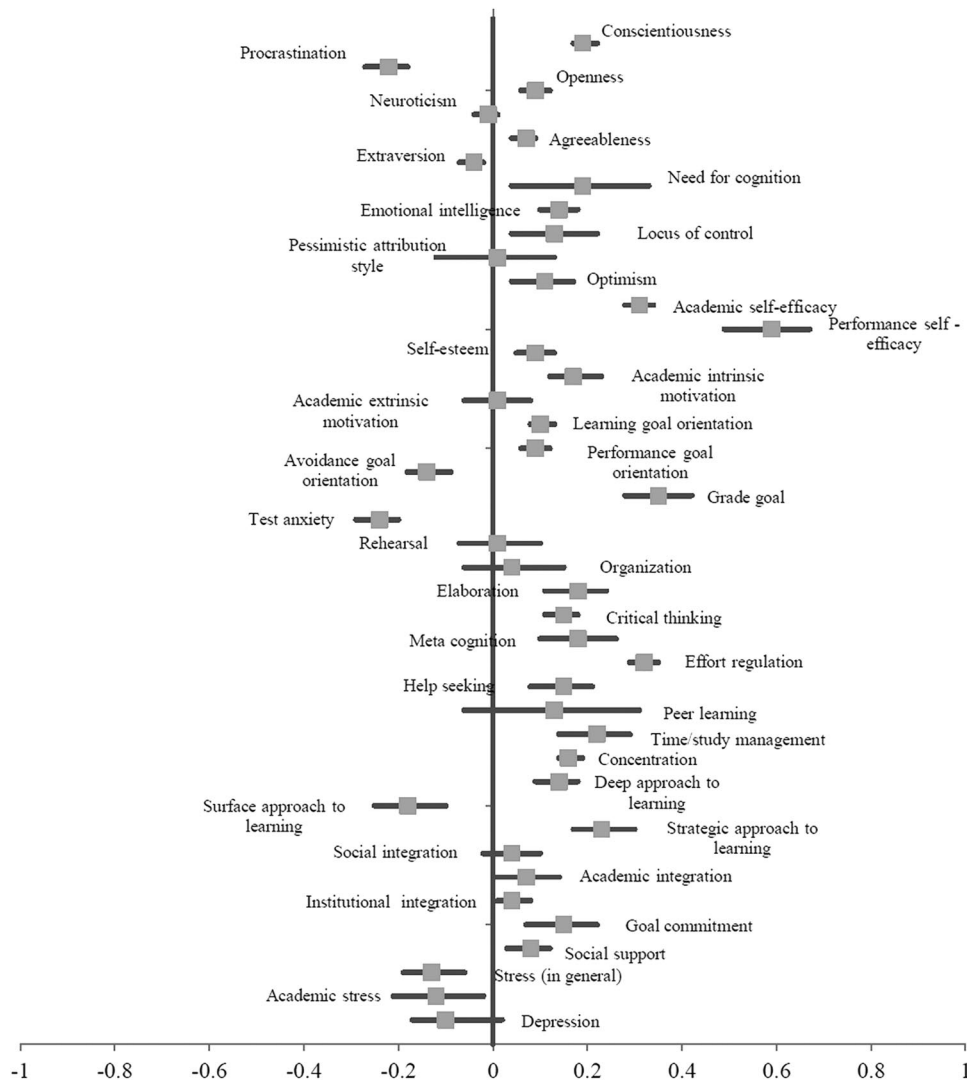 Conscientiousness
Procrastination
Openness
Neuroticism
Agreeableness
Extraversion
Need for cognition
Emotional intelligence
Locus of control
Pessimistic attribution
style
Optimism
Academic self-efficacy
Performance self -
efficacy
Self-esteem
Academic intrinsic
motivation
Academic extrinsic
motivation
Learning goal orientation
Performance goal
orientation
Avoidance goal
orientation
Grade goal
Test anxiety
Rehearsal
Organization
Elaboration
Critical thinking
Meta cognition
Effort regulation
Help seeking
Peer learning
Time/study management
Concentration
Deep approach to
learning
Surface approach to
learning
Strategic approach to
learning
Social integration
Academic integration
Institutional integration
Goal commitment
Social support
Stress (in general)
Academic stress
Depression
-1 -0.8 -0.6 -0.4 -0.2 0 0.2 0.4 0.6 0.8 1